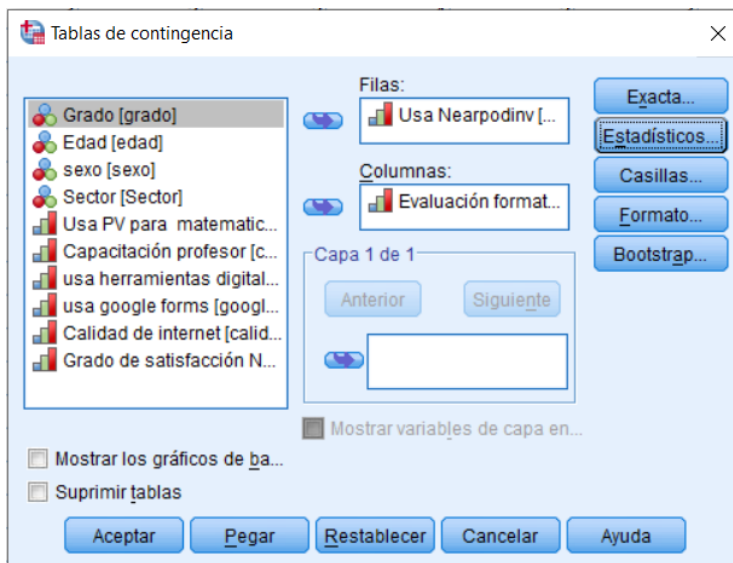 Tablas de contingencia
Grado [grado]
Edad [edad]
sexo [sexo]
Sector [Sector]
Usa PV para matematic...
Capacitación profesor [c...
usa herramientas digital...
usa google forms [googl...
Calidad de internet [calid...
Grado de satisfacción N...
Filas:
Usa Nearpodinv [...
Columnas:
Evaluación format...
Capa 1 de 1
Anterior
Siguiente
Mostrar variables de capa en...
Exacta...
Estadísticos...
Casillas...
Formato...
Bootstrap...
Mostrar los gráficos de ba...
Suprimir tablas
Aceptar
Pegar
Restablecer
Cancelar
Ayuda